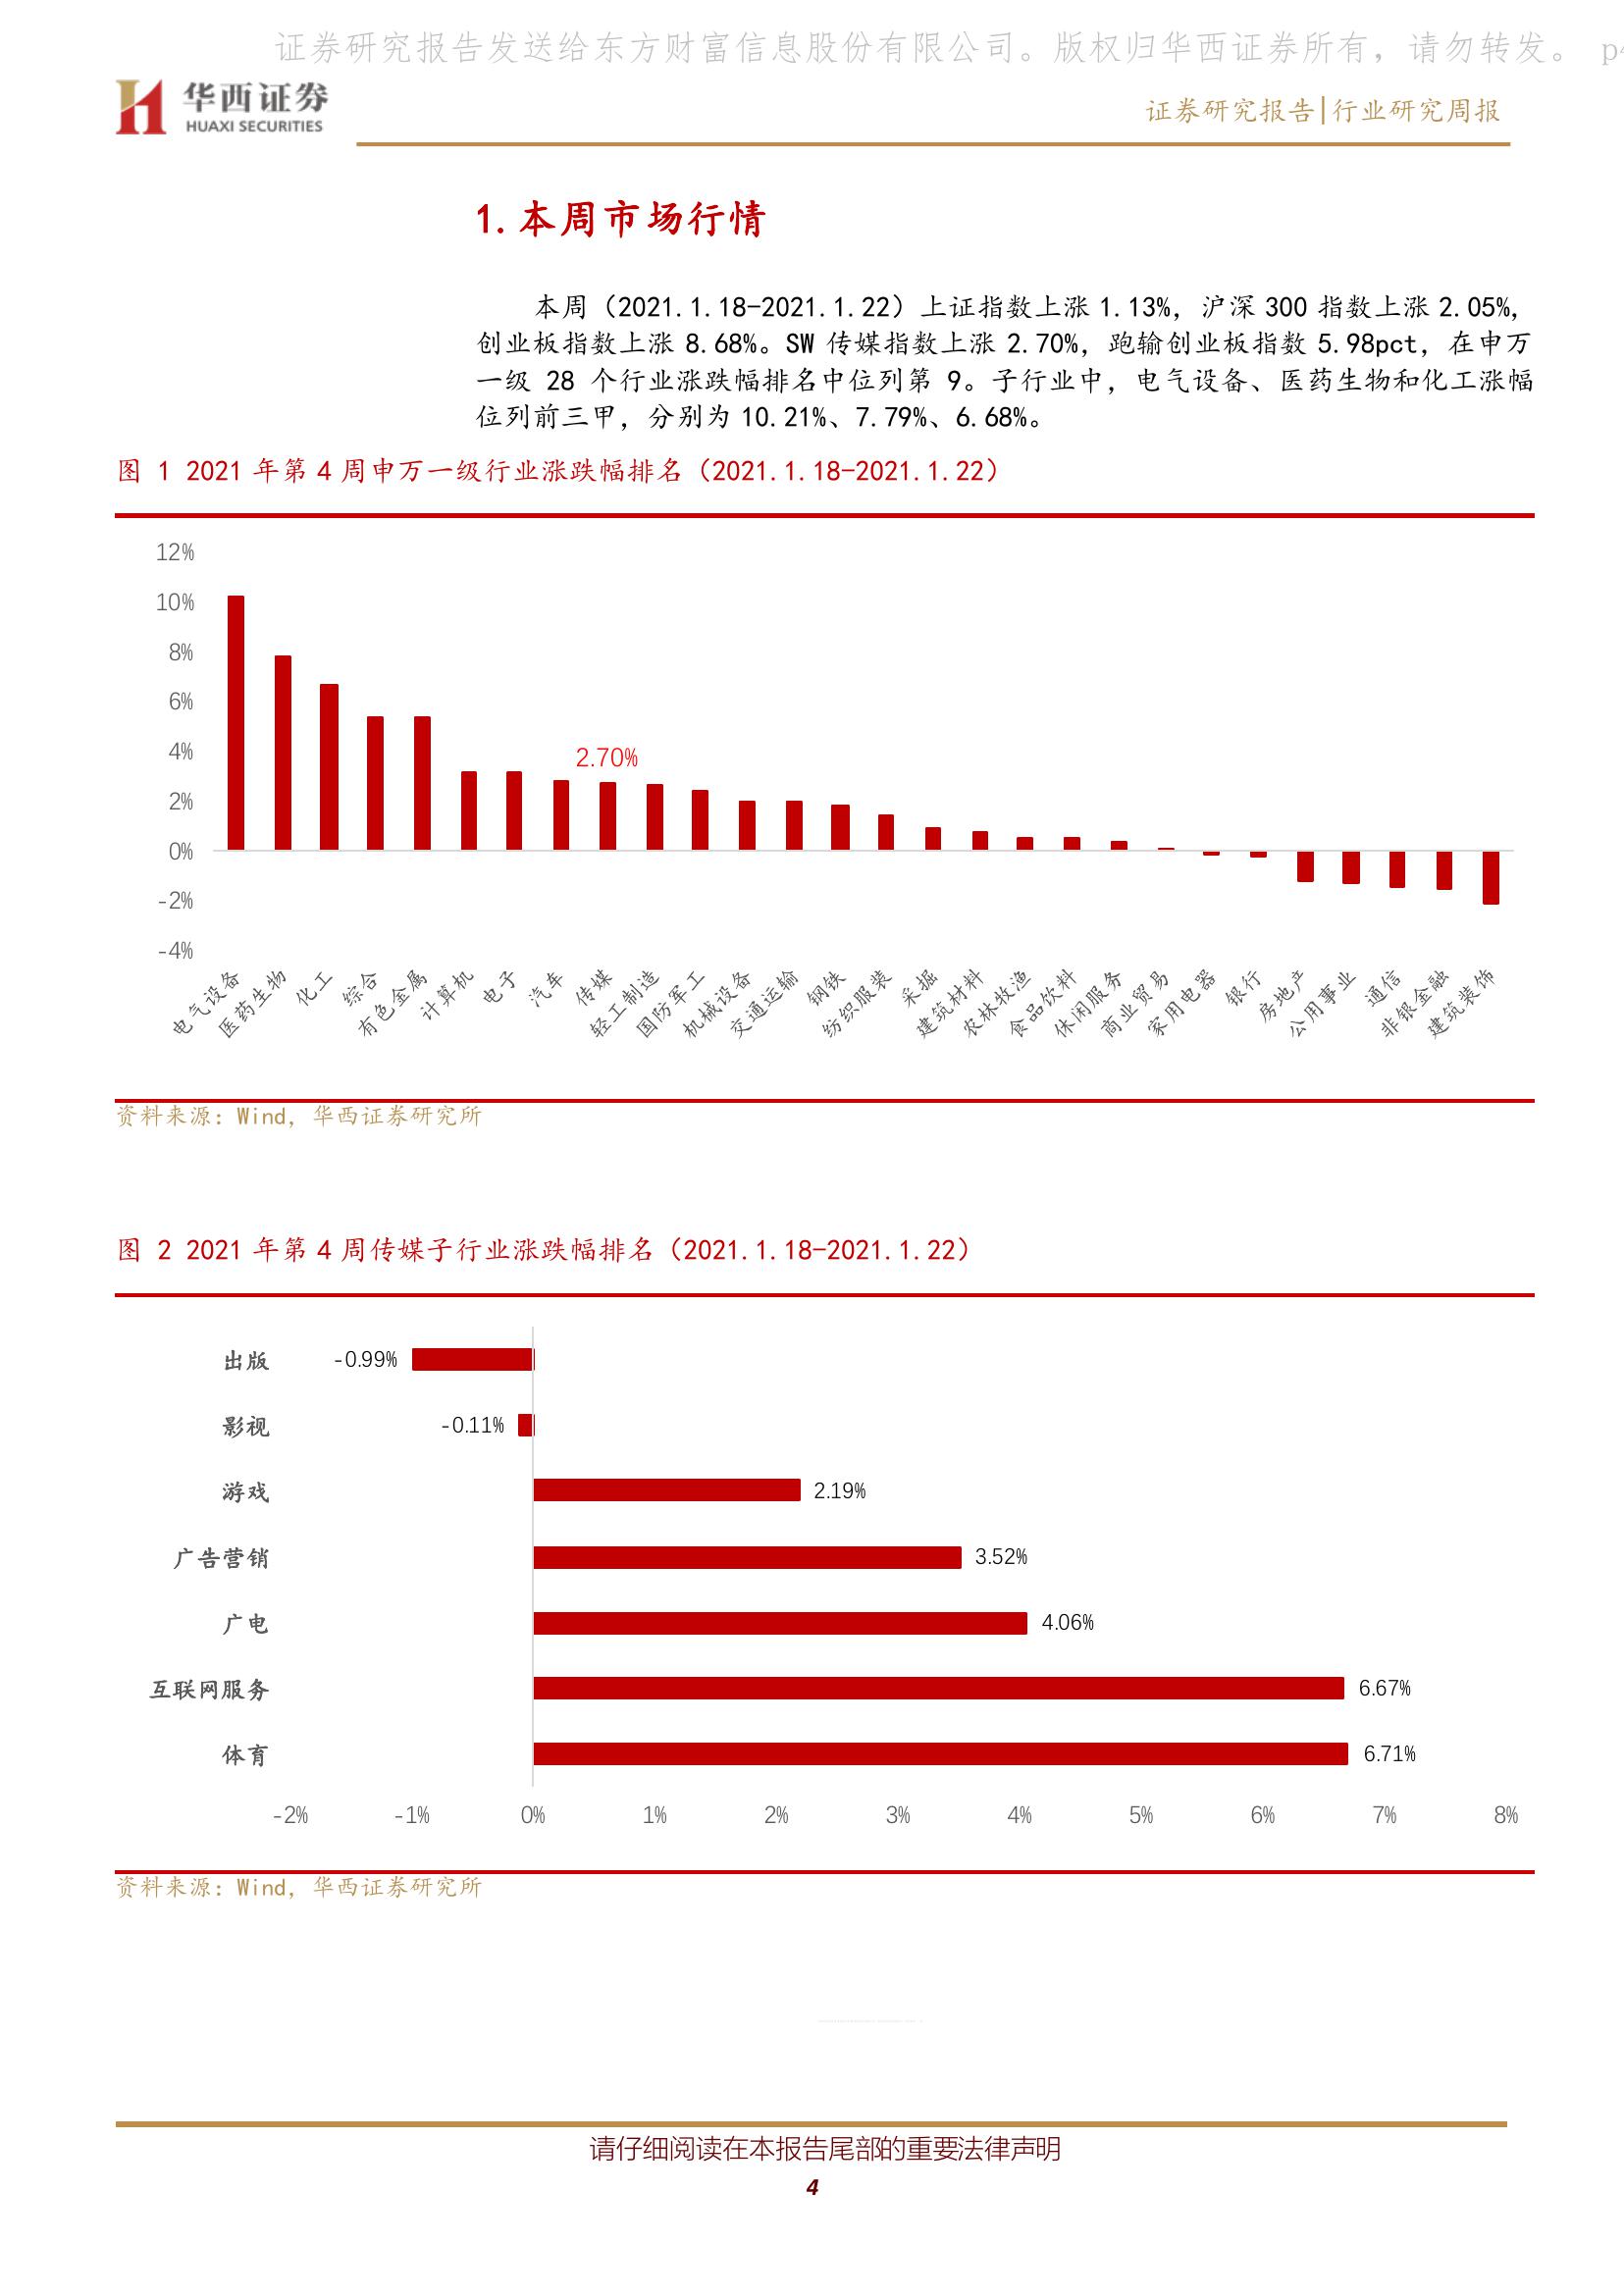 证券研究报告发送给东方财富信息股份有限公司。版权归华西证券所有，请勿转发。 p4
华西证券
HUAXI SECURITIES
证券研究报告|行业研究周报
1.本周市场行情
本周（2021.1.18-2021.1.22）上证指数上涨 1.13%，沪深 300 指数上涨 2.05%，
创业板指数上涨 8.68%。SW 传媒指数上涨 2.70%，跑输创业板指数 5.98pct，在申万
一级 28 个行业涨跌幅排名中位列第 9。子行业中，电气设备、医药生物和化工涨幅
位列前三甲，分别为 10.21%、7.79%、6.68%。
图 1 2021 年第 4 周申万一级行业涨跌幅排名（2021.1.18-2021.1.22）
12%
10%
8%
6%
4%
2%
0%
-2%
-4%
2.70%
电气设备
医药生物
化工
综合
有色金属
计算机
电子
汽车
传媒
轻工制造
国防军工
机械设备
交通运输
钢铁
纺织服装
采掘
建筑材料
农林牧渔
食品饮料
休闲服务
商业贸易
家用电器
银行
房地产
公用事业
通信
非银金融
建筑装饰
资料来源：Wind，华西证券研究所
图 2 2021 年第 4 周传媒子行业涨跌幅排名（2021.1.18-2021.1.22）
出版 -0.99%
影视 -0.11%
游戏 2.19%
广告营销 3.52%
广电 4.06%
互联网服务 6.67%
体育 6.71%
-2% -1% 0% 1% 2% 3% 4% 5% 6% 7% 8%
资料来源：Wind，华西证券研究所
请仔细阅读在本报告尾部的重要法律声明
4